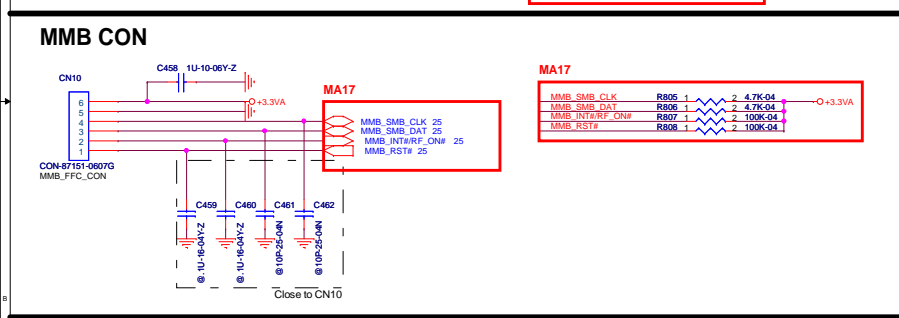 MMB CON
C458 1U-10-06Y-Z
CN10
6
5
4
3
2
1
+3.3VA
CON-87151-0607G
MMB_FFC_CON
MA17
MMB_SMB_CLK 25
MMB_SMB_DAT 25
MMB_INT#/RF_ON# 25
MMB_RST# 25
C459
C460
C461
C462
@.1U-16-04Y-Z
@.1U-16-04Y-Z
@10P-25-04N
@10P-25-04N
Close to CN10
MA17
MMB_SMB_CLK R805 1 2 4.7K-04
MMB_SMB_DAT R806 1 2 4.7K-04
MMB_INT#/RF_ON# R807 1 2 100K-04
MMB_RST# R808 1 2 100K-04
+3.3VA
B